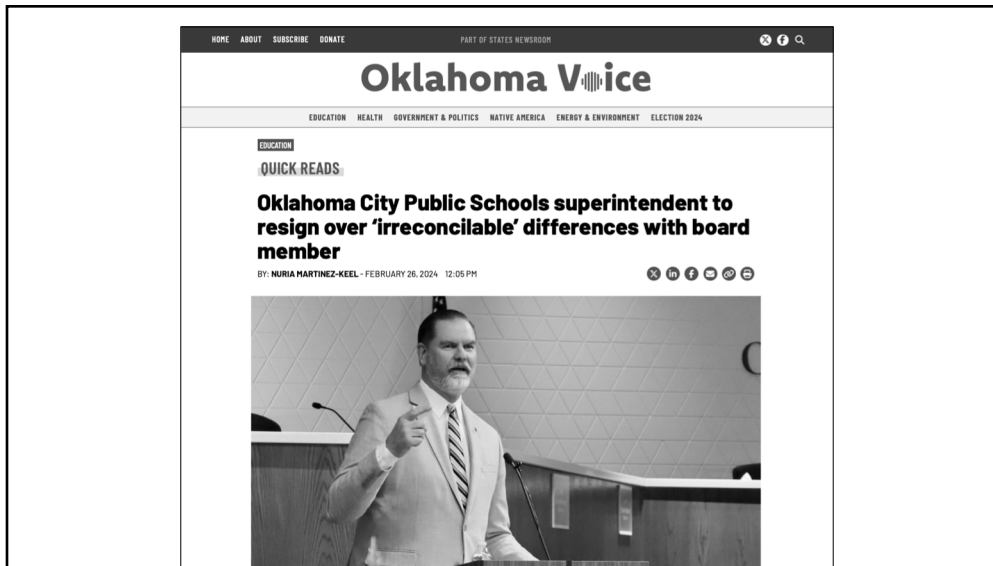 HOME ABOUT SUBSCRIBE DONATE PART OF STATES NEWSROOM
Oklahoma Voice
EDUCATION HEALTH GOVERNMENT & POLITICS NATIVE AMERICA ENERGY & ENVIRONMENT ELECTION 2024
EDUCATION
QUICK READS
Oklahoma City Public Schools superintendent to
resign over ‘irreconcilable’ differences with board
member
BY: NURIA MARTINEZ-KEEL - FEBRUARY 26, 2024 12:05 PM